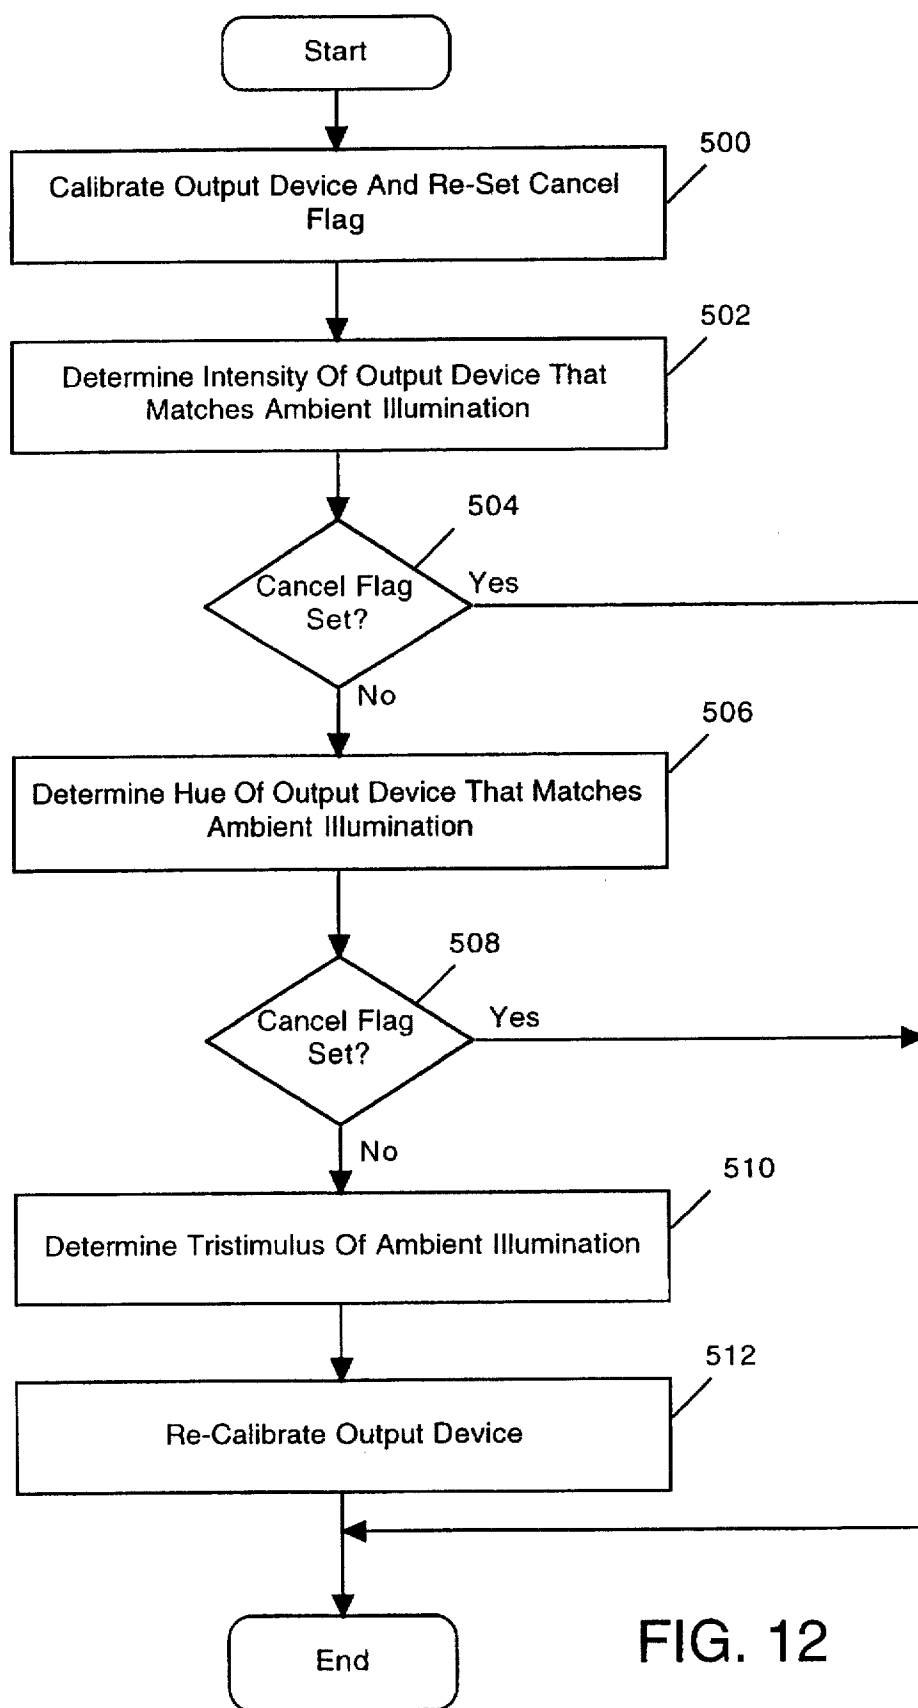 Start
500
Calibrate Output Device And Re-Set Cancel
Flag
502
Determine Intensity Of Output Device That
Matches Ambient Illumination
504
Cancel Flag
Set?
Yes
No
506
Determine Hue Of Output Device That Matches
Ambient Illumination
508
Cancel Flag
Set?
Yes
No
510
Determine Tristimulus Of Ambient Illumination
512
Re-Calibrate Output Device
End
FIG. 12